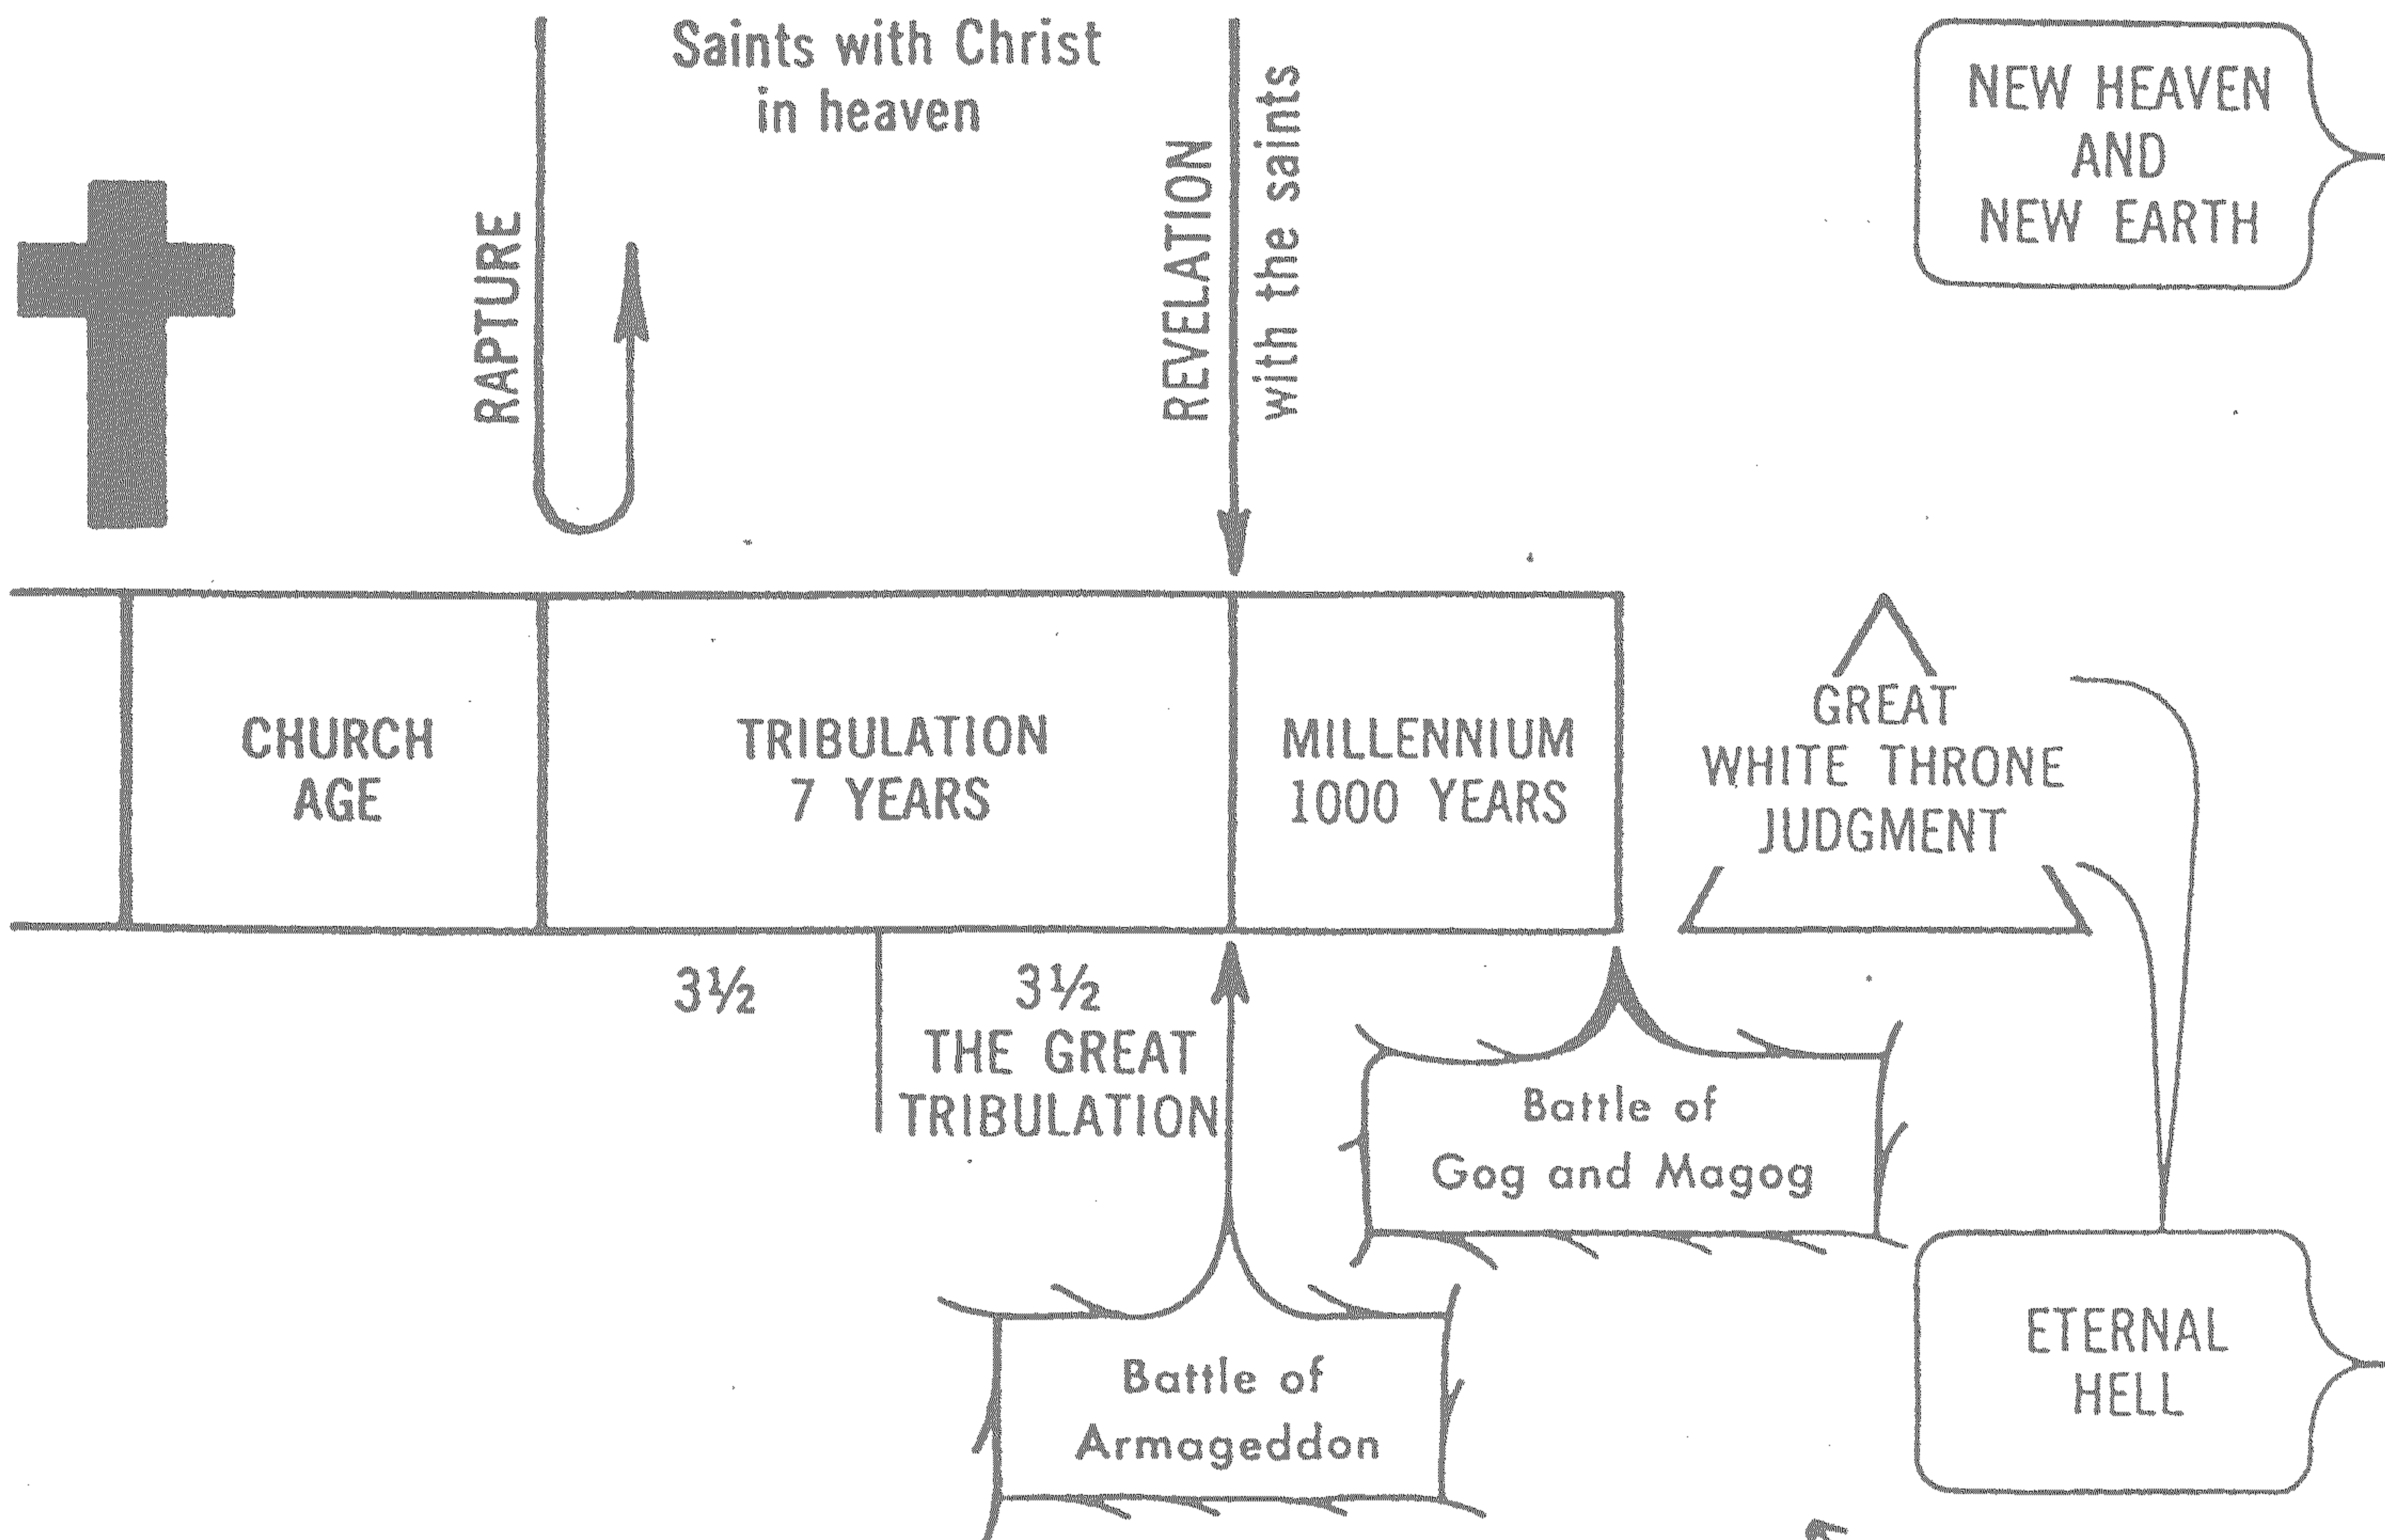 Saints with Christ
in heaven
RAPTURE
REVELATION
with the saints
NEW HEAVEN
AND
NEW EARTH
CHURCH
AGE
TRIBULATION
7 YEARS
MILLENNIUM
1000 YEARS
GREAT
WHITE THRONE
JUDGMENT
3½
3½
THE GREAT
TRIBULATION
Battle of
Gog and Magog
Battle of
Armageddon
ETERNAL
HELL